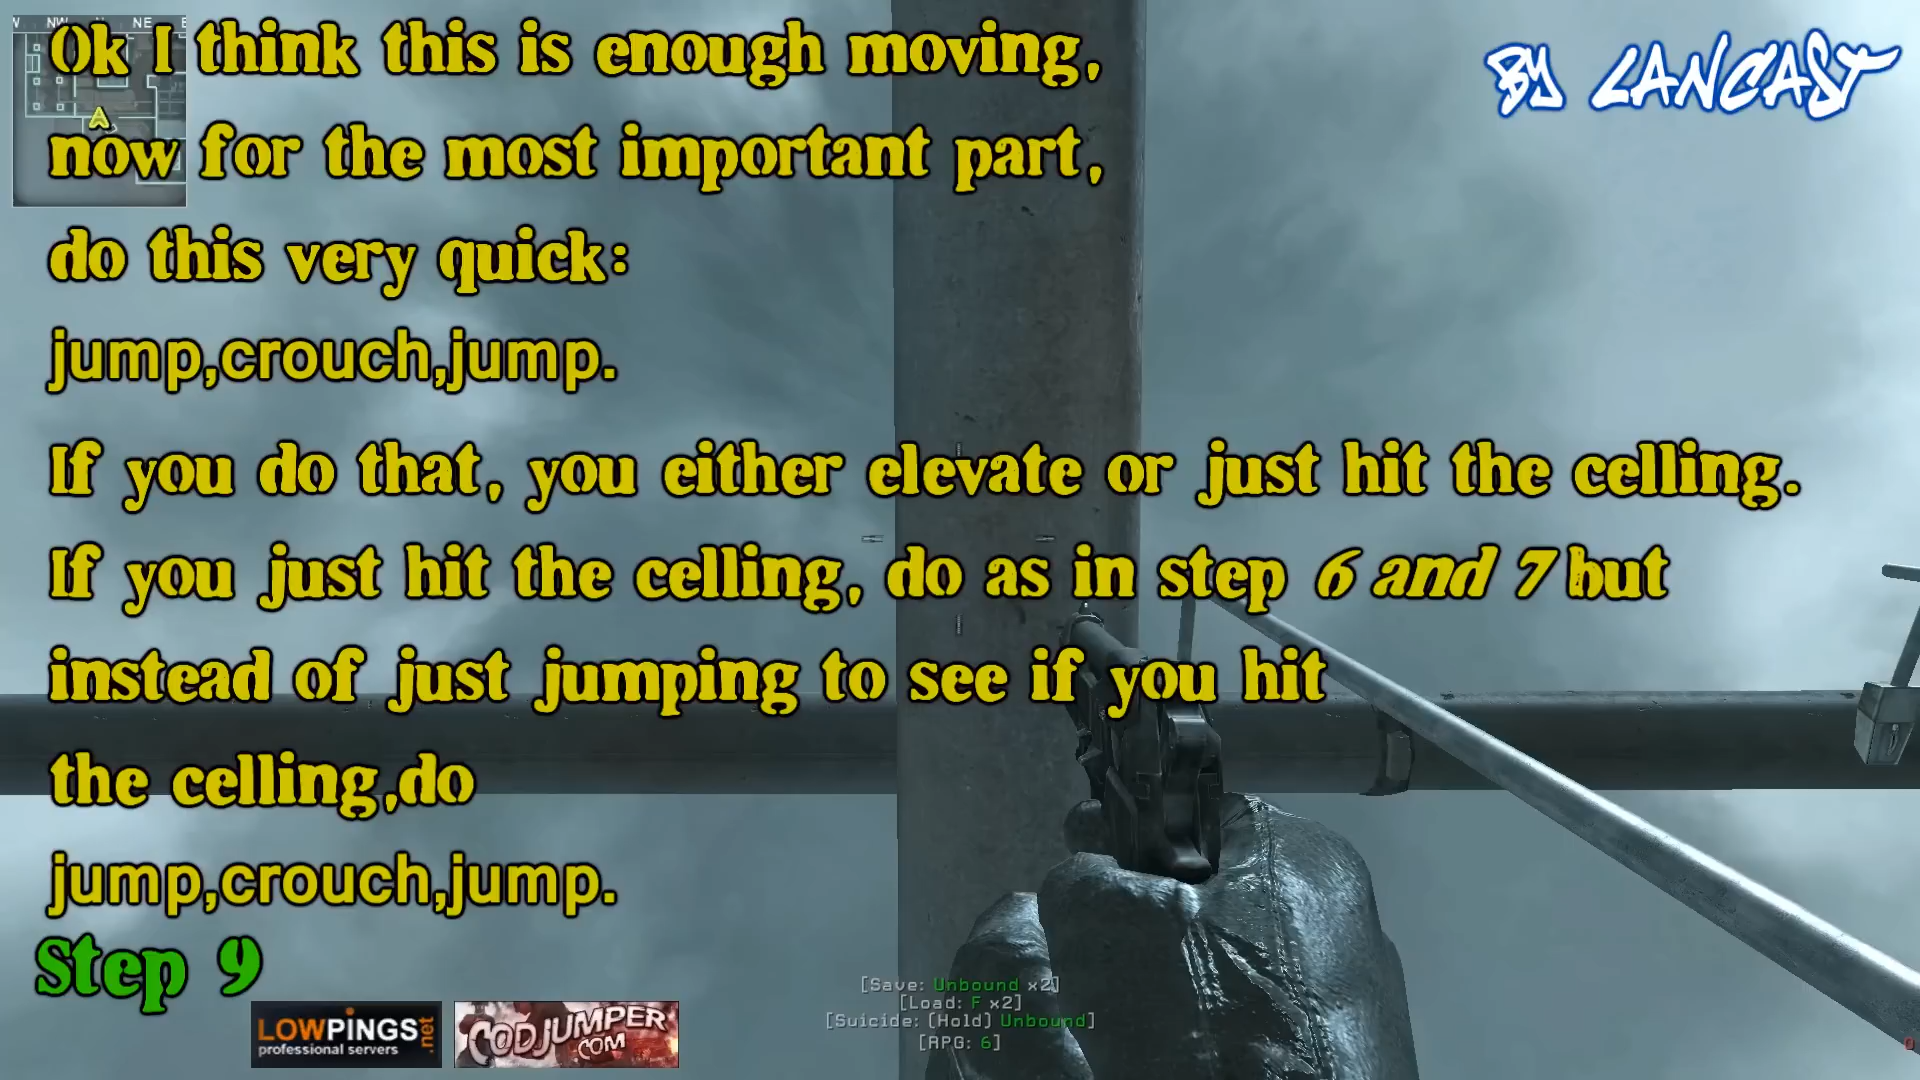 W NW N NE E
Ok I think this is enough moving,
BY LANCAST
now for the most important part,
do this very quick:
jump,crouch,jump.
If you do that, you either elevate or just hit the celling.
If you just hit the celling, do as in step 6 and 7 but
instead of just jumping to see if you hit
the celling,do
jump,crouch,jump.
Step 9
[Save: Unbound x2]
[Load: F x2]
[Suicide: (Hold) Unbound]
[RPG: 6]
LOWPINGS.net
professional servers
CODJUMPER
.COM
0